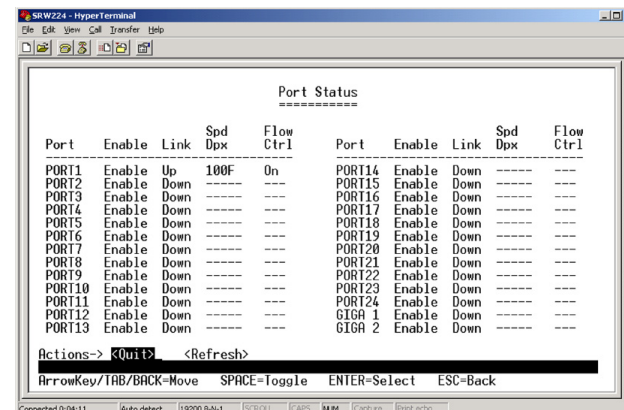 SRW224 - HyperTerminal
File Edit View Call Transfer Help
Port Status
===========
Spd Flow Spd Flow
Port Enable Link Dpx Ctrl Port Enable Link Dpx Ctrl
PORT1 Enable Up 100F On PORT14 Enable Down ----- ---
PORT2 Enable Down ----- --- PORT15 Enable Down ----- ---
PORT3 Enable Down ----- --- PORT16 Enable Down ----- ---
PORT4 Enable Down ----- --- PORT17 Enable Down ----- ---
PORT5 Enable Down ----- --- PORT18 Enable Down ----- ---
PORT6 Enable Down ----- --- PORT19 Enable Down ----- ---
PORT7 Enable Down ----- --- PORT20 Enable Down ----- ---
PORT8 Enable Down ----- --- PORT21 Enable Down ----- ---
PORT9 Enable Down ----- --- PORT22 Enable Down ----- ---
PORT10 Enable Down ----- --- PORT23 Enable Down ----- ---
PORT11 Enable Down ----- --- PORT24 Enable Down ----- ---
PORT12 Enable Down ----- --- GIGA 1 Enable Down ----- ---
PORT13 Enable Down ----- --- GIGA 2 Enable Down ----- ---
Actions-> <Quit> <Refresh>
ArrowKey/TAB/BACK=Move SPACE=Toggle ENTER=Select ESC=Back
Connected 0:04:11 Auto detect 19200 8-N-1 SCROLL CAPS NUM Capture Print echo